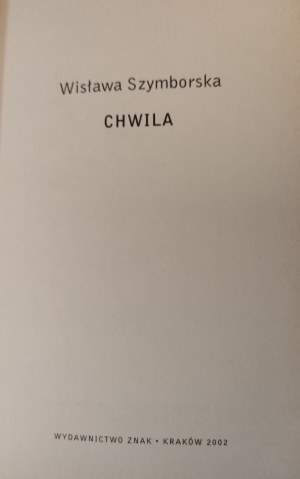 Wisława Szymborska
CHWILA
WYDAWNICTWO ZNAK • KRAKÓW 2002